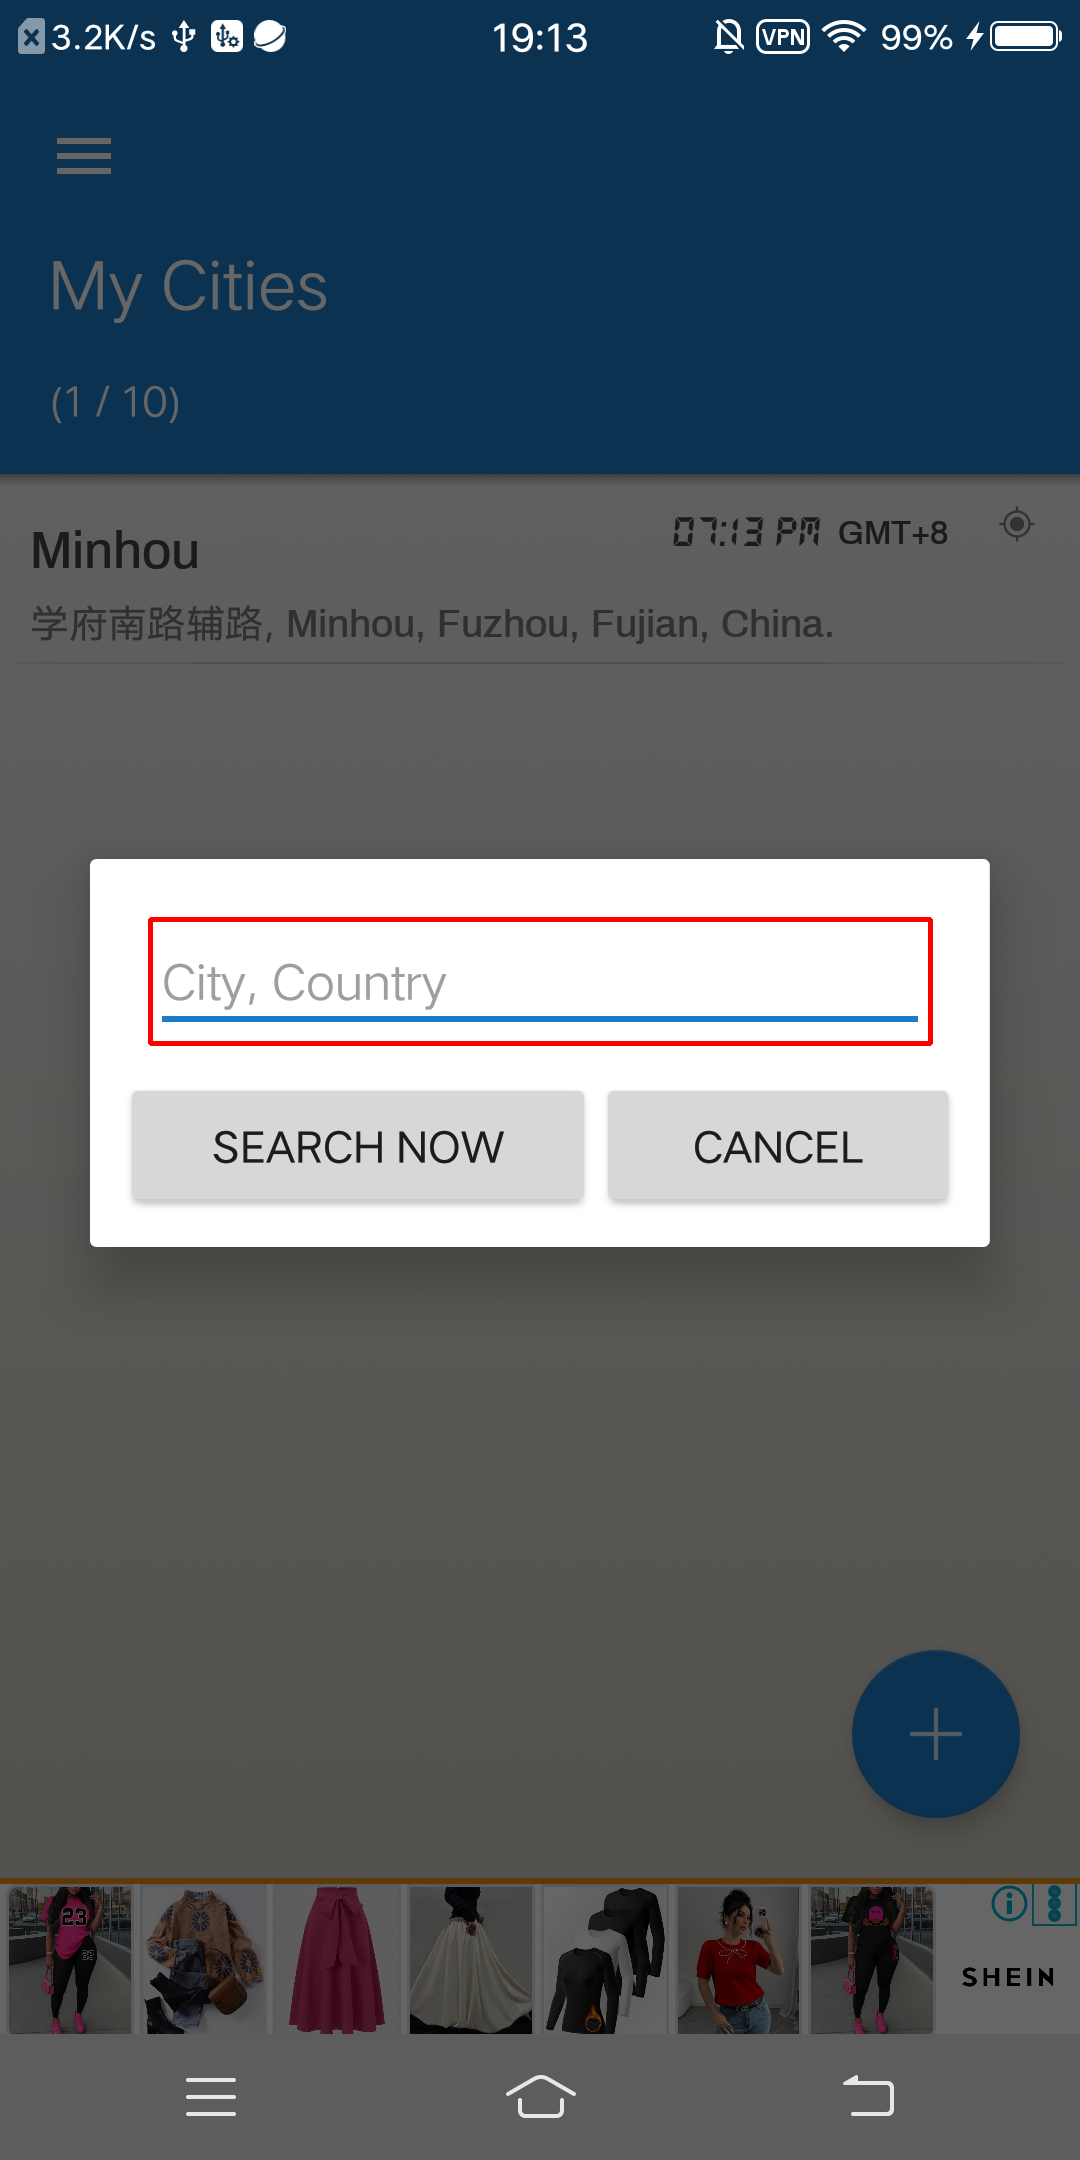 3.2K/s 19:13 VPN 99%
My Cities
(1 / 10)
Minhou 07:13 PM GMT+8
学府南路辅路, Minhou, Fuzhou, Fujian, China.
City, Country
SEARCH NOW CANCEL
23
SHEIN